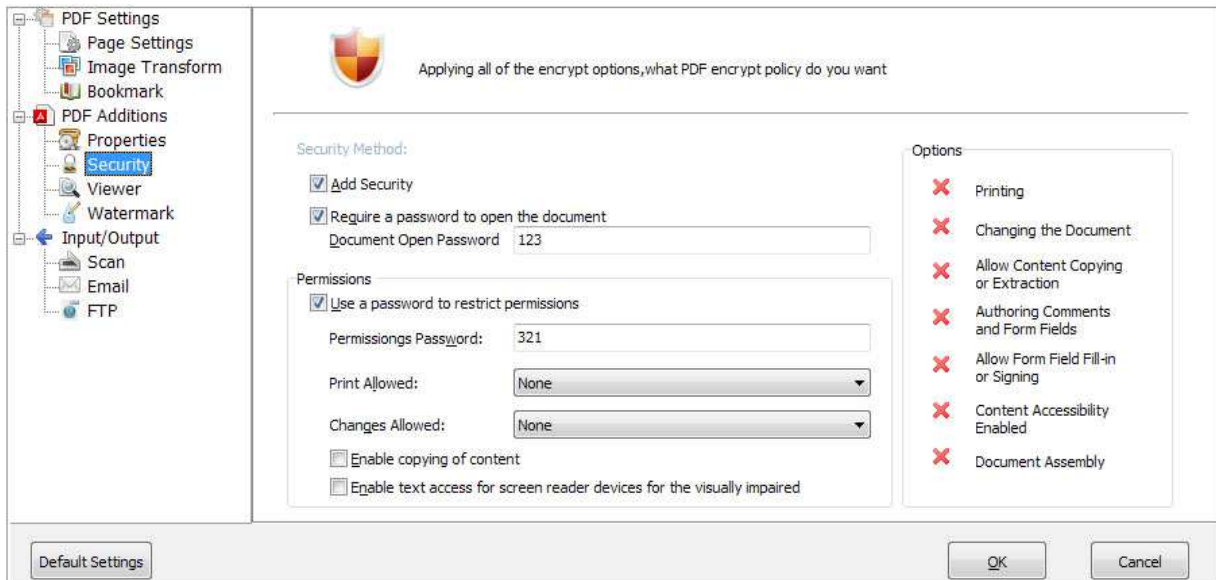 PDF Settings
Page Settings
Image Transform
Bookmark
PDF Additions
Properties
Security
Viewer
Watermark
Input/Output
Scan
Email
FTP
Applying all of the encrypt options,what PDF encrypt policy do you want
Security Method:
Add Security
Require a password to open the document
Document Open Password 123
Permissions
Use a password to restrict permissions
Permissiongs Password: 321
Print Allowed: None
Changes Allowed: None
Enable copying of content
Enable text access for screen reader devices for the visually impaired
Options
Printing
Changing the Document
Allow Content Copying
or Extraction
Authoring Comments
and Form Fields
Allow Form Field Fill-in
or Signing
Content Accessibility
Enabled
Document Assembly
Default Settings
OK
Cancel